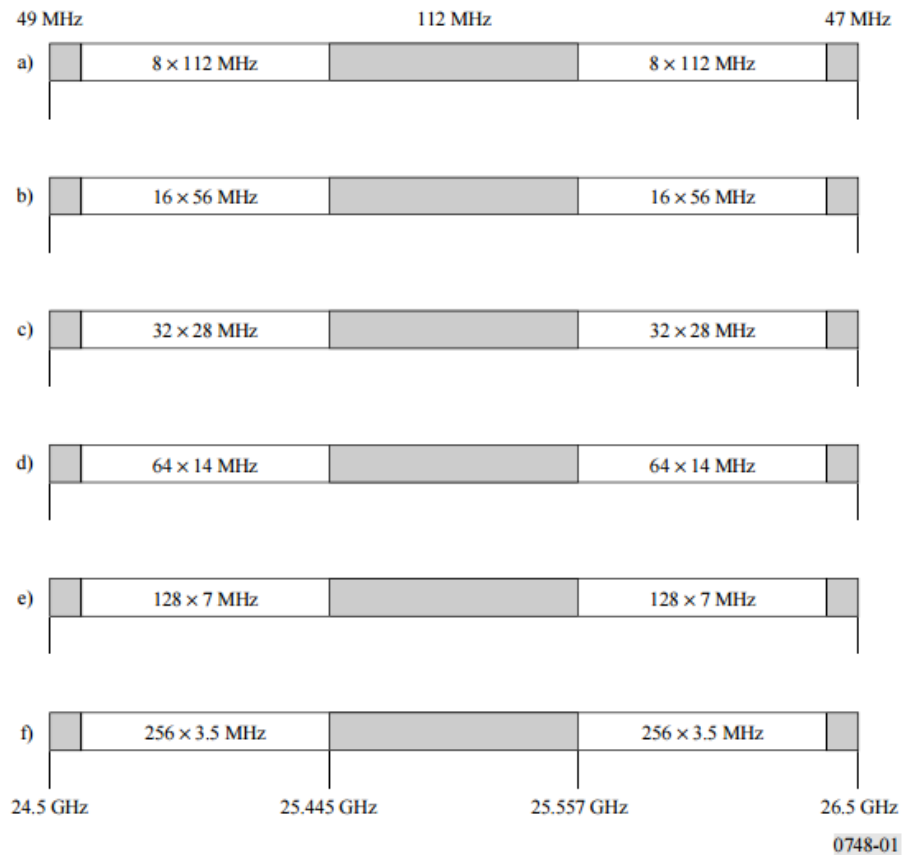 49 MHz 112 MHz 47 MHz
a) 8 × 112 MHz 8 × 112 MHz
b) 16 × 56 MHz 16 × 56 MHz
c) 32 × 28 MHz 32 × 28 MHz
d) 64 × 14 MHz 64 × 14 MHz
e) 128 × 7 MHz 128 × 7 MHz
f) 256 × 3.5 MHz 256 × 3.5 MHz
24.5 GHz 25.445 GHz 25.557 GHz 26.5 GHz
0748-01